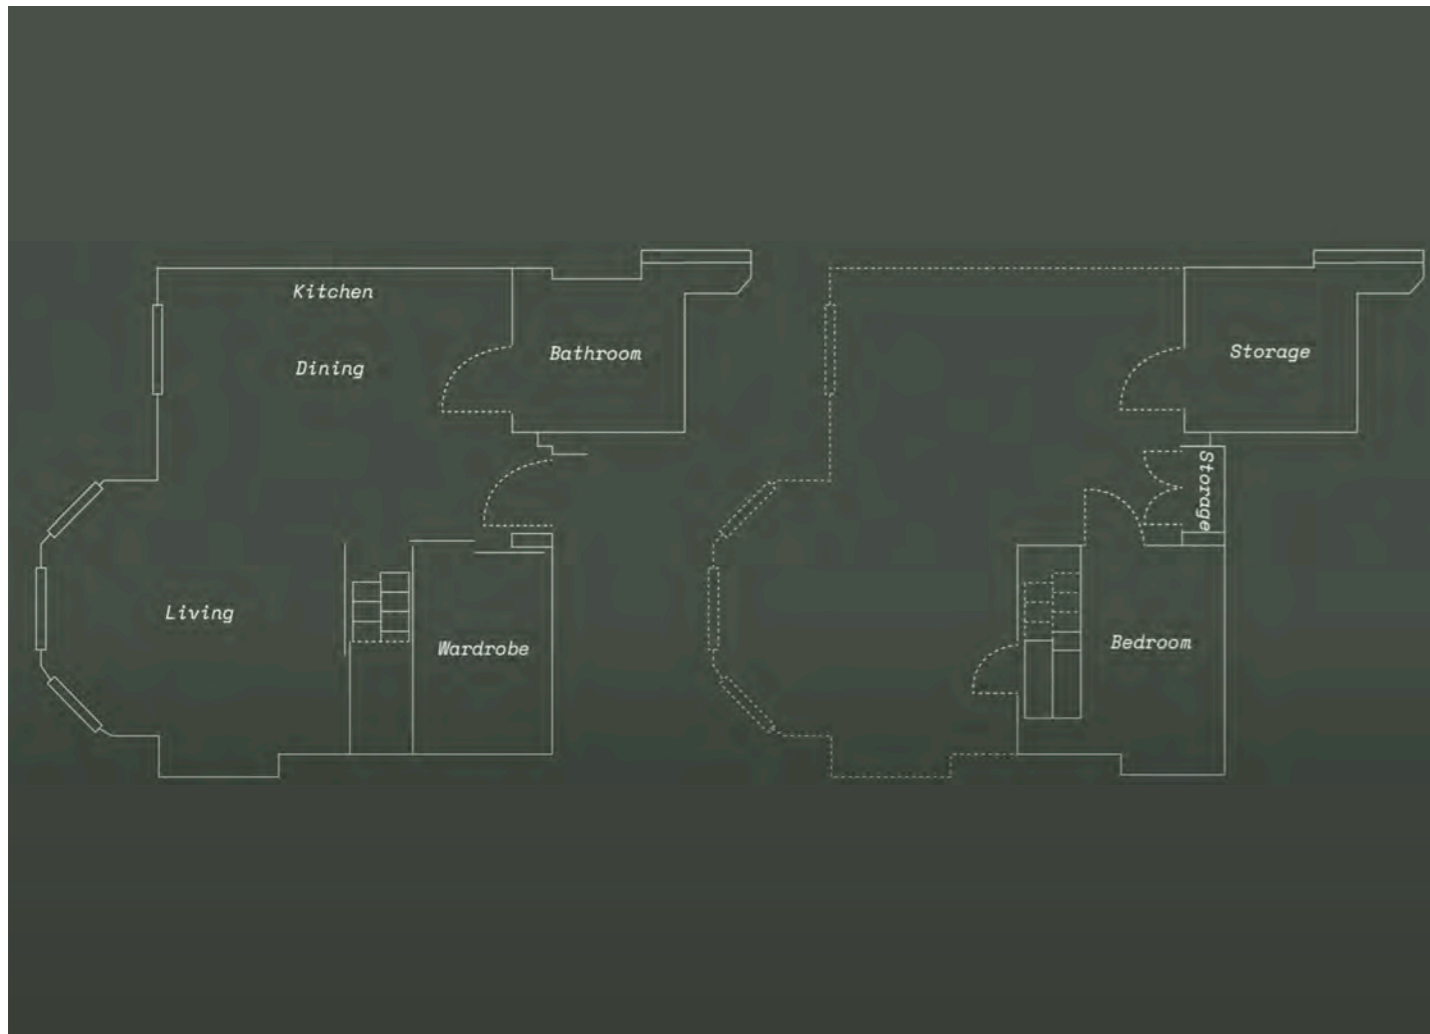 Kitchen
Dining
Bathroom
Living
Wardrobe
Storage
Storage
Bedroom